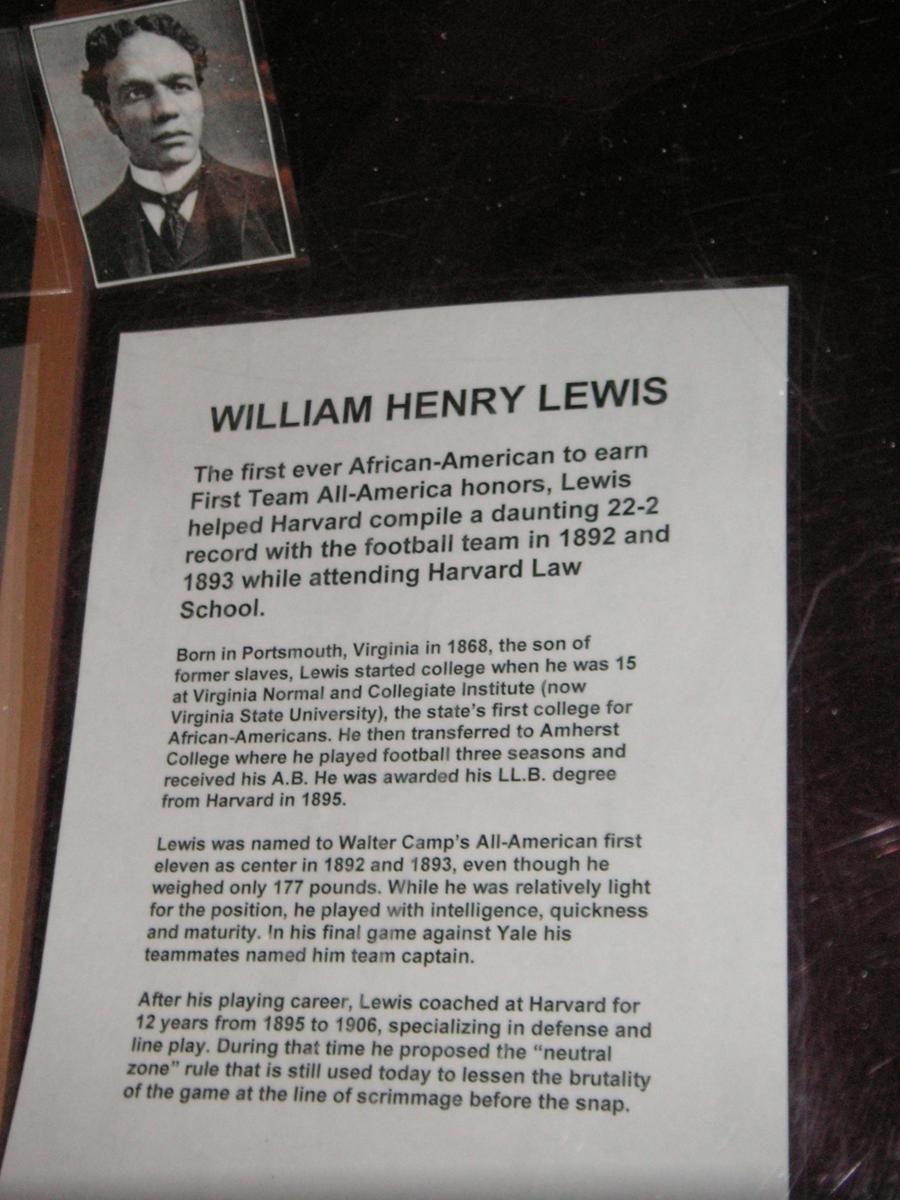 WILLIAM HENRY LEWIS
The first ever African-American to earn
First Team All-America honors, Lewis
helped Harvard compile a daunting 22-2
record with the football team in 1892 and
1893 while attending Harvard Law
School.
Born in Portsmouth, Virginia in 1868, the son of
former slaves, Lewis started college when he was 15
at Virginia Normal and Collegiate Institute (now
Virginia State University), the state's first college for
African-Americans. He then transferred to Amherst
College where he played football three seasons and
received his A.B. He was awarded his LL.B. degree
from Harvard in 1895.
Lewis was named to Walter Camp's All-American first
eleven as center in 1892 and 1893, even though he
weighed only 177 pounds. While he was relatively light
for the position, he played with intelligence, quickness
and maturity. In his final game against Yale his
teammates named him team captain.
After his playing career, Lewis coached at Harvard for
12 years from 1895 to 1906, specializing in defense and
line play. During that time he proposed the “neutral
zone” rule that is still used today to lessen the brutality
of the game at the line of scrimmage before the snap.